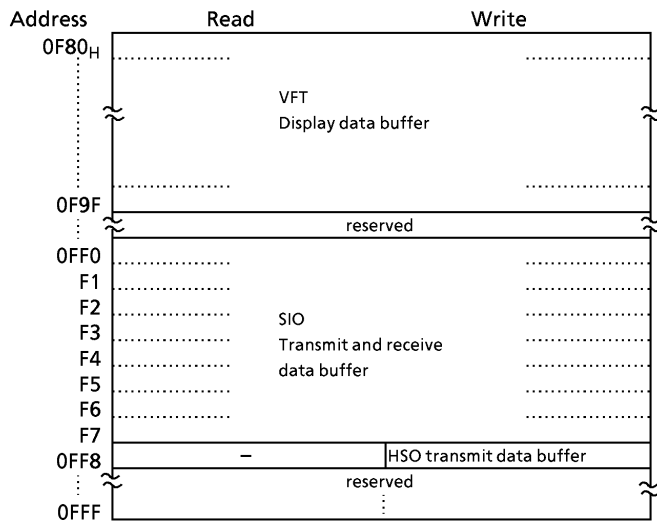 Address Read Write
0F80H
VFT
Display data buffer
0F9F
reserved
0FF0
F1
F2
F3
SIO
Transmit and receive
F4
data buffer
F5
F6
F7
0FF8 – HSO transmit data buffer
reserved
0FFF